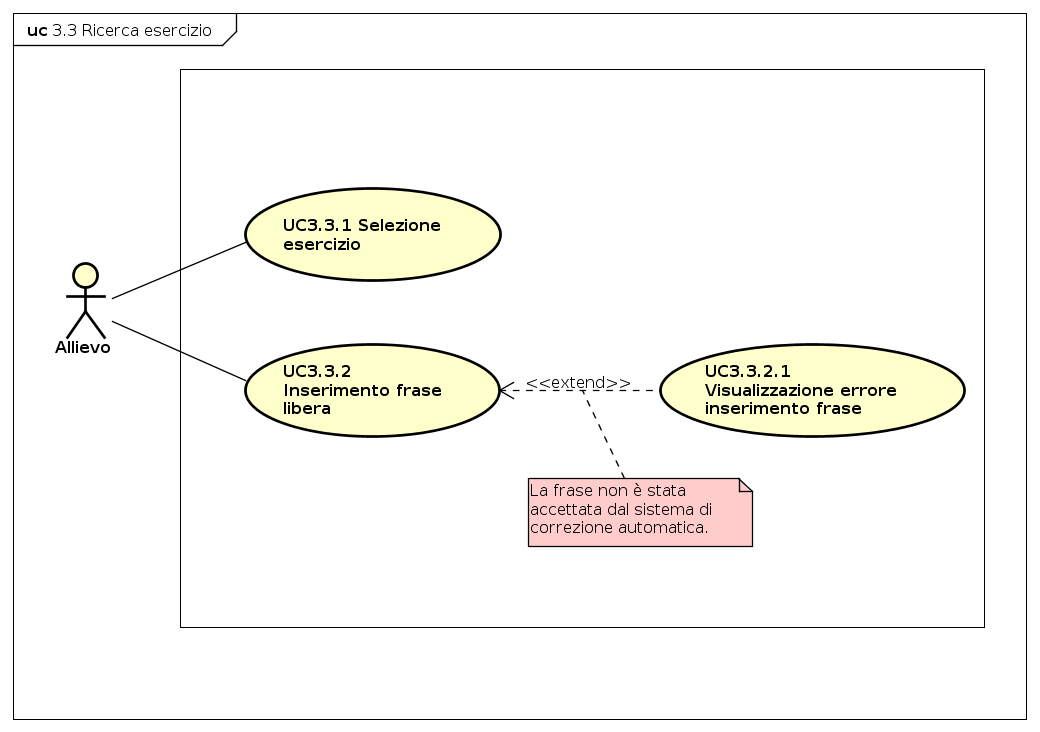 uc 3.3 Ricerca esercizio
UC3.3.1 Selezione
esercizio
Allievo
UC3.3.2
Inserimento frase
libera
<<extend>>
UC3.3.2.1
Visualizzazione errore
inserimento frase
La frase non è stata
accettata dal sistema di
correzione automatica.